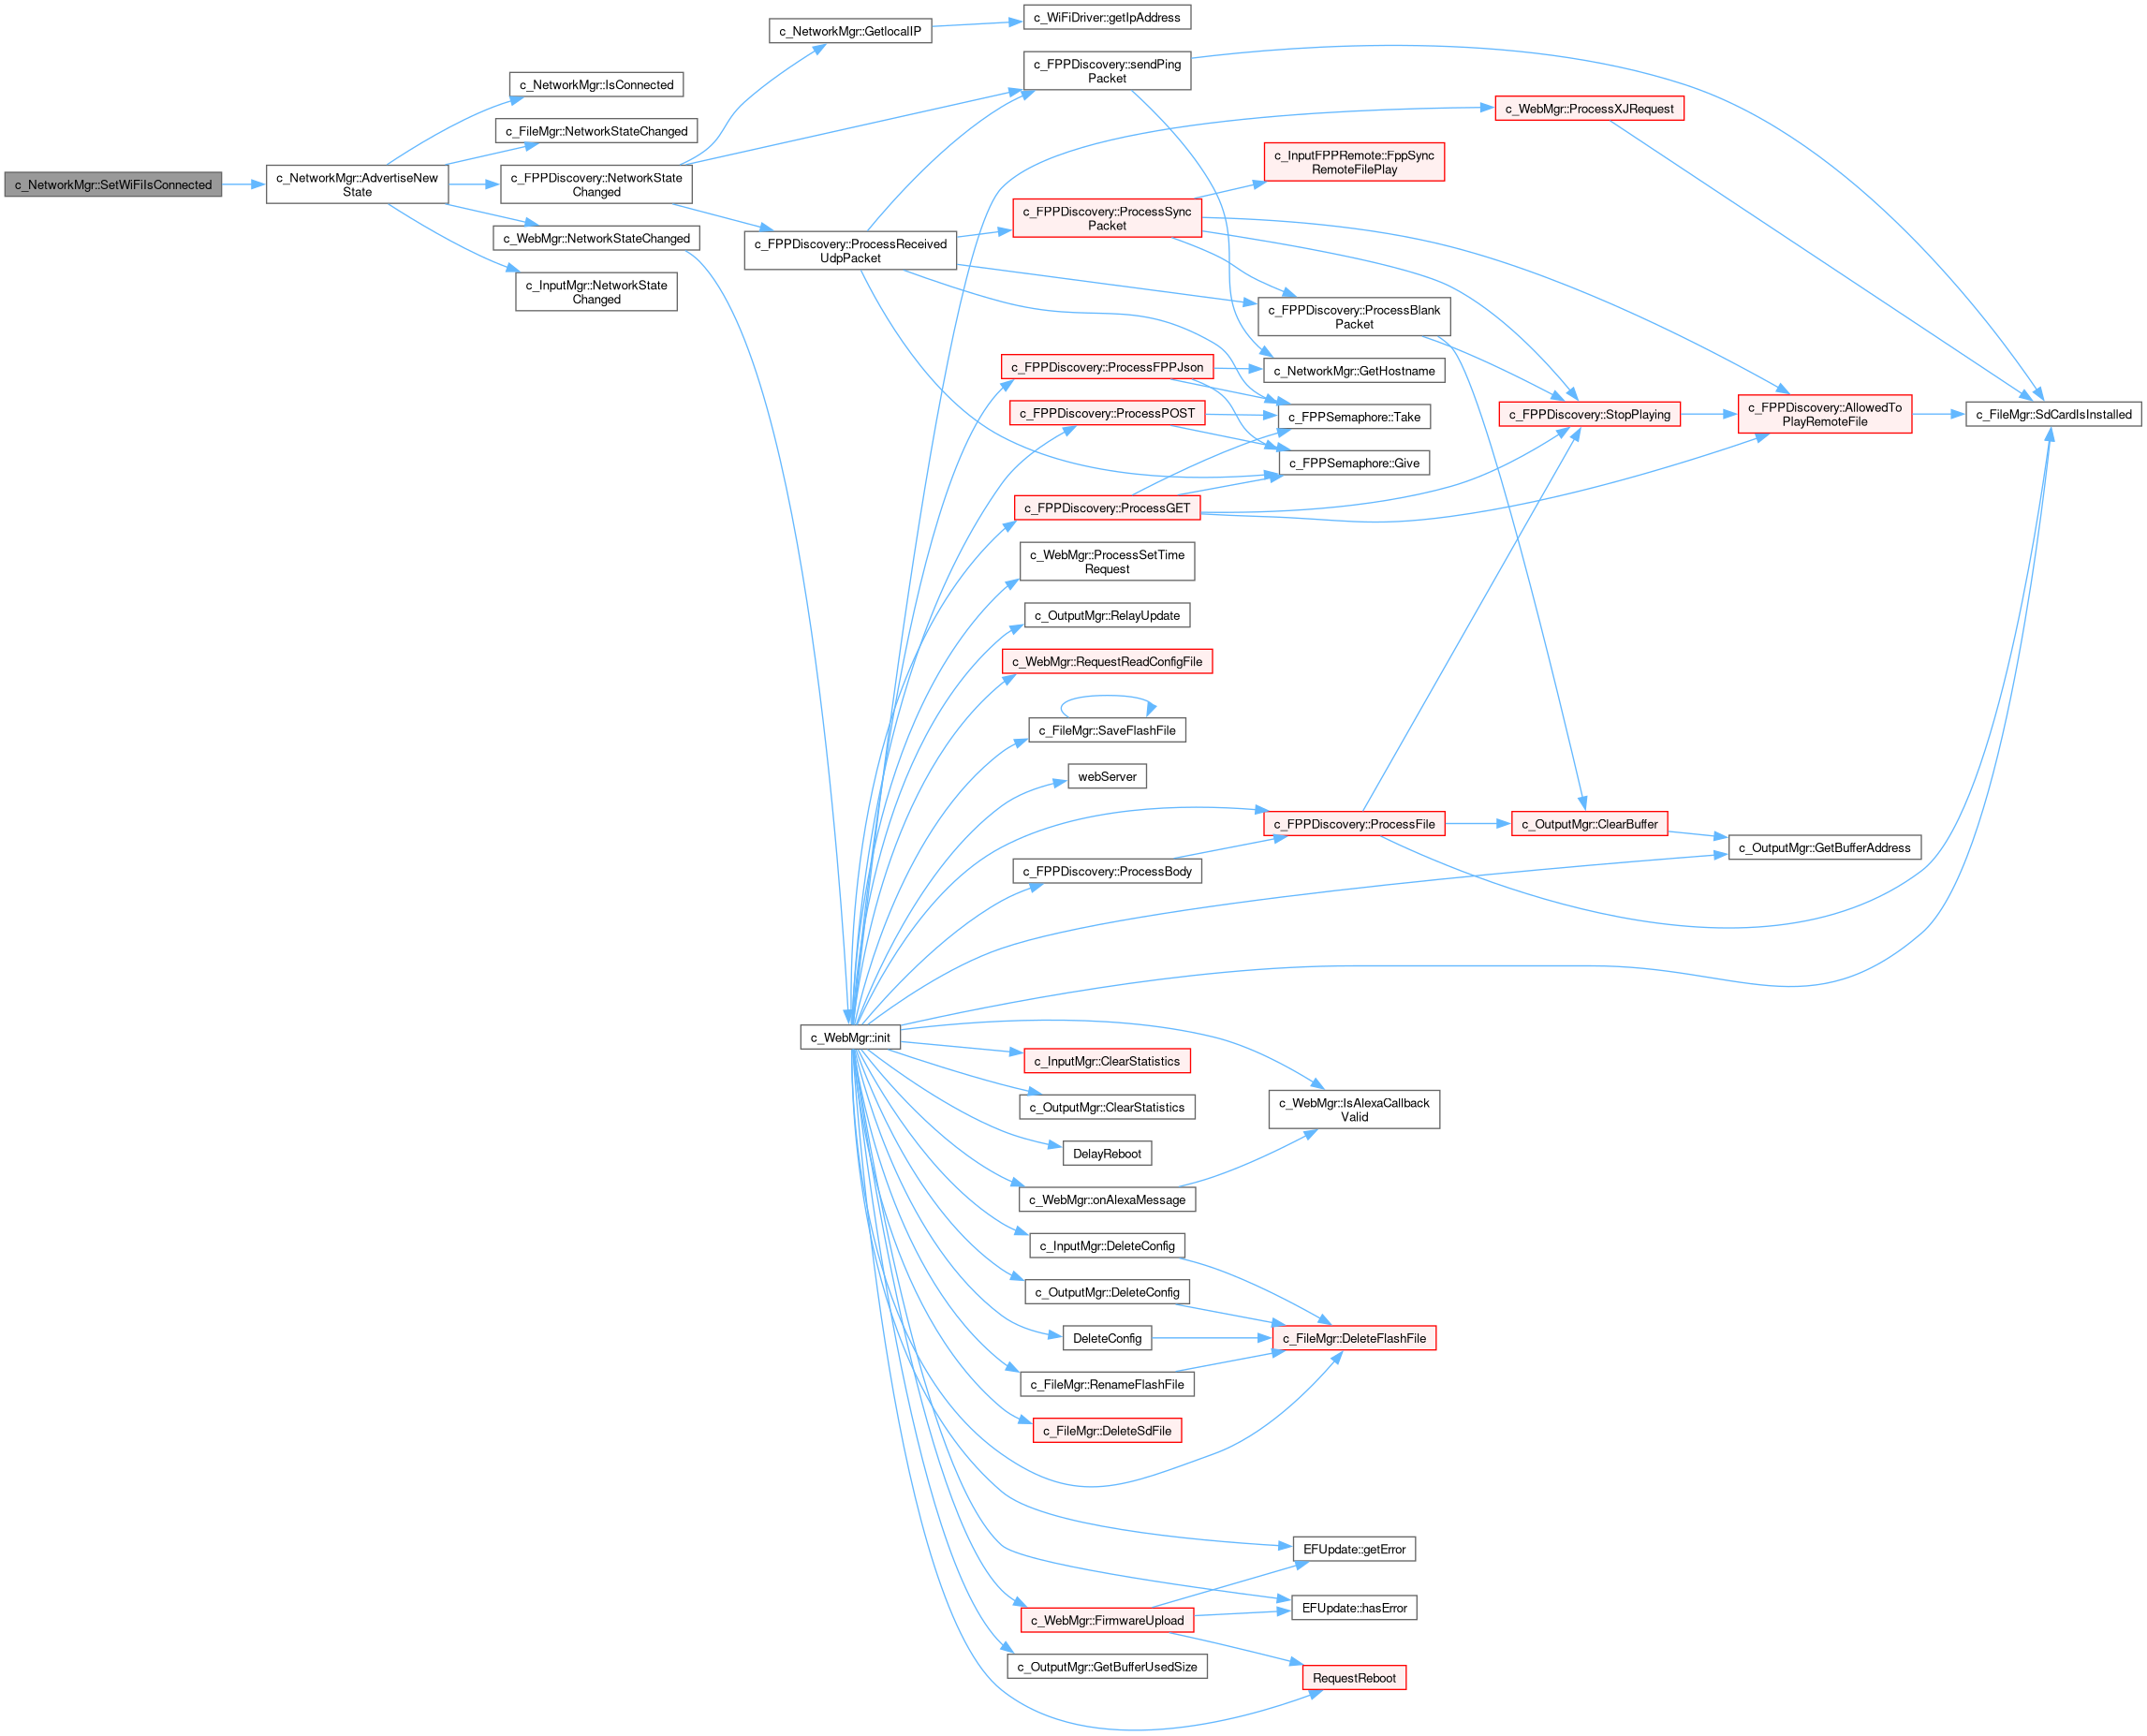 c_NetworkMgr::SetWiFiIsConnected
c_NetworkMgr::AdvertiseNew
State
c_NetworkMgr::IsConnected
c_FileMgr::NetworkStateChanged
c_FPPDiscovery::NetworkState
Changed
c_WebMgr::NetworkStateChanged
c_InputMgr::NetworkState
Changed
c_NetworkMgr::GetlocalIP
c_FPPDiscovery::ProcessReceived
UdpPacket
c_WebMgr::init
c_WiFiDriver::getIpAddress
c_FPPDiscovery::sendPing
Packet
c_FPPDiscovery::ProcessSync
Packet
c_FPPDiscovery::ProcessFPPJson
c_FPPDiscovery::ProcessPOST
c_FPPDiscovery::ProcessGET
c_WebMgr::ProcessSetTime
Request
c_OutputMgr::RelayUpdate
c_WebMgr::RequestReadConfigFile
c_FileMgr::SaveFlashFile
webServer
c_FPPDiscovery::ProcessBody
c_InputMgr::ClearStatistics
c_OutputMgr::ClearStatistics
DelayReboot
c_WebMgr::onAlexaMessage
c_InputMgr::DeleteConfig
c_OutputMgr::DeleteConfig
DeleteConfig
c_FileMgr::RenameFlashFile
c_FileMgr::DeleteSdFile
c_WebMgr::FirmwareUpload
c_OutputMgr::GetBufferUsedSize
c_InputFPPRemote::FppSync
RemoteFilePlay
c_FPPDiscovery::ProcessBlank
Packet
c_NetworkMgr::GetHostname
c_FPPSemaphore::Take
c_FPPSemaphore::Give
c_FPPDiscovery::ProcessFile
c_WebMgr::IsAlexaCallback
Valid
c_FileMgr::DeleteFlashFile
EFUpdate::getError
EFUpdate::hasError
RequestReboot
c_WebMgr::ProcessXJRequest
c_FPPDiscovery::StopPlaying
c_OutputMgr::ClearBuffer
c_FPPDiscovery::AllowedTo
PlayRemoteFile
c_OutputMgr::GetBufferAddress
c_FileMgr::SdCardIsInstalled